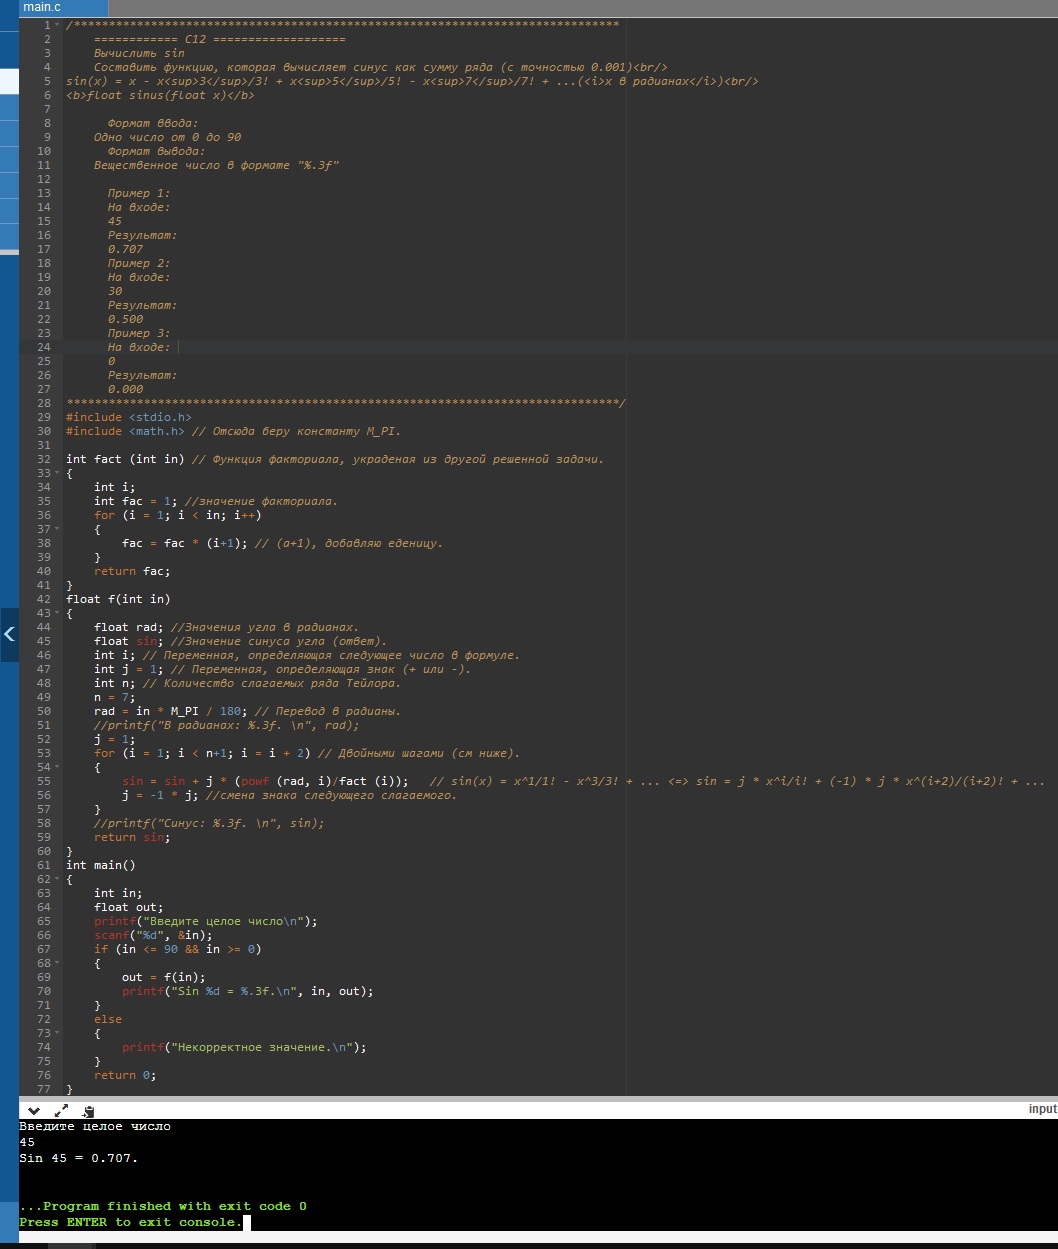 main.c
1 /******************************************************************************
2 ============ C12 ===================
3 Вычислить sin
4 Составить функцию, которая вычисляет синус как сумму ряда (с точностью 0.001)<br/>
5 sin(x) = x - x<sup>3</sup>/3! + x<sup>5</sup>/5! - x<sup>7</sup>/7! + ...(<i>x в радианах</i>)<br/>
6 <b>float sinus(float x)</b>
7
8 Формат ввода:
9 Одно число от 0 до 90
10 Формат вывода:
11 Вещественное число в формате "%.3f"
12
13 Пример 1:
14 На входе:
15 45
16 Результат:
17 0.707
18 Пример 2:
19 На входе:
20 30
21 Результат:
22 0.500
23 Пример 3:
24 На входе:
25 0
26 Результат:
27 0.000
28 *******************************************************************************/
29 #include <stdio.h>
30 #include <math.h> // Отсюда беру константу M_PI.
31
32 int fact (int in) // Функция факториала, украденая из другой решенной задачи.
33 {
34 int i;
35 int fac = 1; //значение факториала.
36 for (i = 1; i < in; i++)
37 {
38 fac = fac * (i+1); // (a+1), добавляю еденицу.
39 }
40 return fac;
41 }
42 float f(int in)
43 {
44 float rad; //Значения угла в радианах.
45 float sin; //Значение синуса угла (ответ).
46 int i; // Переменная, определяющая следующее число в формуле.
47 int j = 1; // Переменная, определяющая знак (+ или -).
48 int n; // Количество слагаемых ряда Тейлора.
49 n = 7;
50 rad = in * M_PI / 180; // Перевод в радианы.
51 //printf("В радианах: %.3f. \n", rad);
52 j = 1;
53 for (i = 1; i < n+1; i = i + 2) // Двойными шагами (см ниже).
54 {
55 sin = sin + j * (powf (rad, i)/fact (i)); // sin(x) = x^1/1! - x^3/3! + ... <=> sin = j * x^i/i! + (-1) * j * x^(i+2)/(i+2)! + ...
56 j = -1 * j; //смена знака следующего слагаемого.
57 }
58 //printf("Синус: %.3f. \n", sin);
59 return sin;
60 }
61 int main()
62 {
63 int in;
64 float out;
65 printf("Введите целое число\n");
66 scanf("%d", &in);
67 if (in <= 90 && in >= 0)
68 {
69 out = f(in);
70 printf("Sin %d = %.3f.\n", in, out);
71 }
72 else
73 {
74 printf("Некорректное значение.\n");
75 }
76 return 0;
77 }
input
Введите целое число
45
Sin 45 = 0.707.
...Program finished with exit code 0
Press ENTER to exit console.